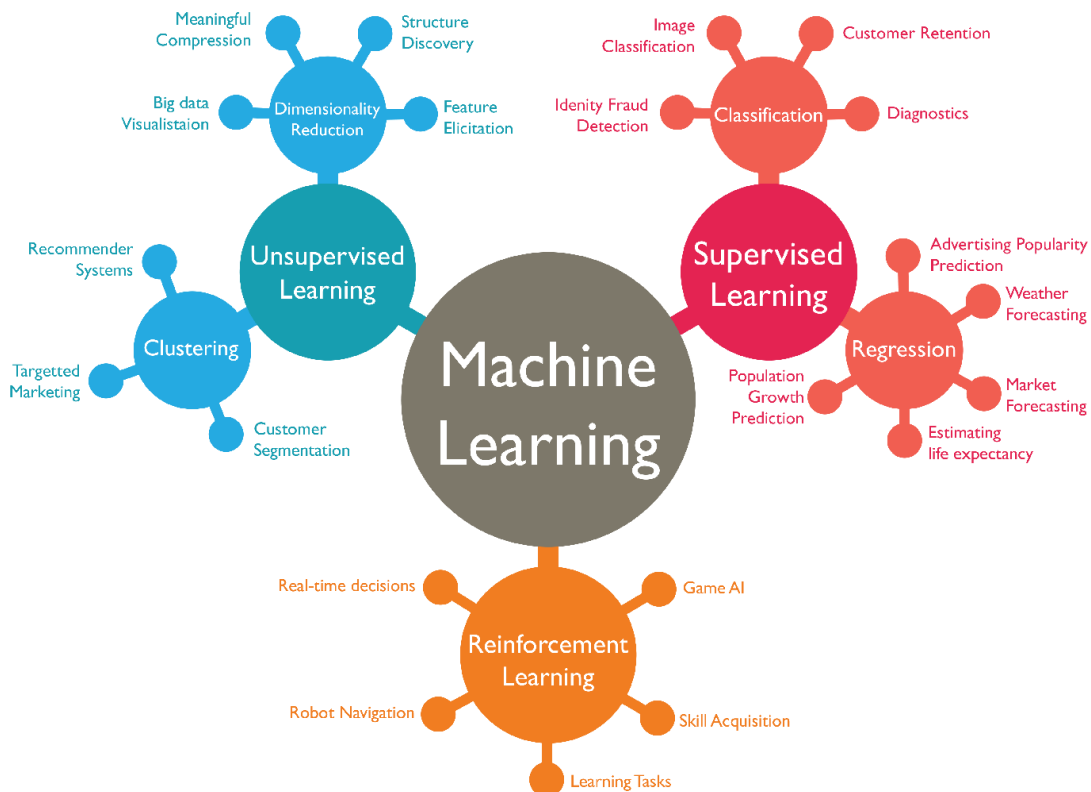 Machine
Learning
Unsupervised
Learning
Dimensionality
Reduction
Meaningful
Compression
Structure
Discovery
Big data
Visualistaion
Feature
Elicitation
Clustering
Recommender
Systems
Targetted
Marketing
Customer
Segmentation
Supervised
Learning
Classification
Image
Classification
Customer Retention
Idenity Fraud
Detection
Diagnostics
Regression
Advertising Popularity
Prediction
Weather
Forecasting
Population
Growth
Prediction
Market
Forecasting
Estimating
life expectancy
Reinforcement
Learning
Real-time decisions
Game AI
Robot Navigation
Skill Acquisition
Learning Tasks